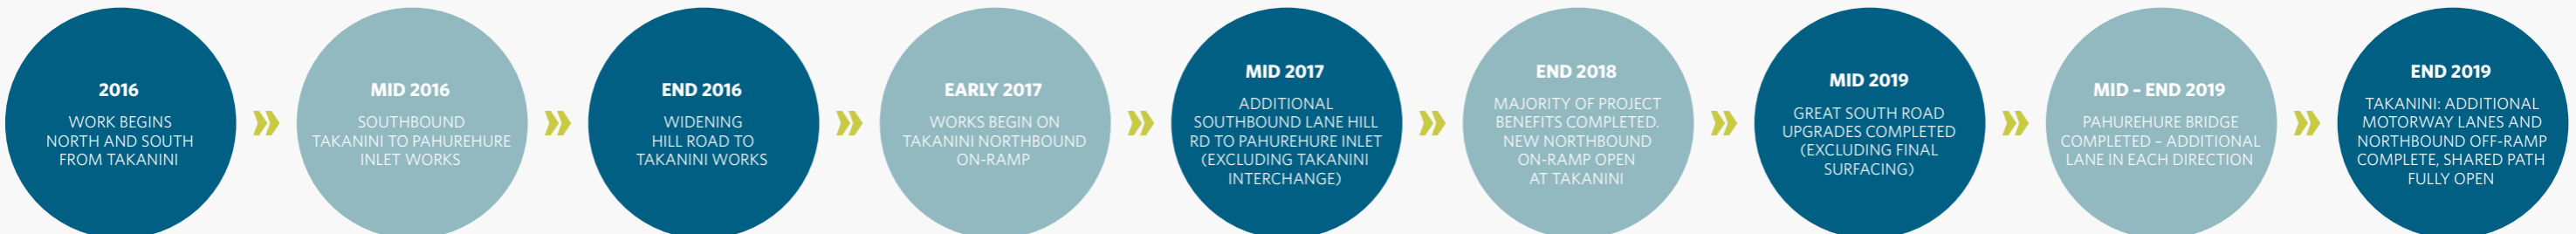 2016
WORK BEGINS
NORTH AND SOUTH
FROM TAKANINI
MID 2016
SOUTHBOUND
TAKANINI TO PAHUREHURE
INLET WORKS
END 2016
WIDENING
HILL ROAD TO
TAKANINI WORKS
EARLY 2017
WORKS BEGIN ON
TAKANINI NORTHBOUND
ON-RAMP
MID 2017
ADDITIONAL
SOUTHBOUND LANE HILL
RD TO PAHUREHURE INLET
(EXCLUDING TAKANINI
INTERCHANGE)
END 2018
MAJORITY OF PROJECT
BENEFITS COMPLETED.
NEW NORTHBOUND
ON-RAMP OPEN
AT TAKANINI
MID 2019
GREAT SOUTH ROAD
UPGRADES COMPLETED
(EXCLUDING FINAL
SURFACING)
MID – END 2019
PAHUREHURE BRIDGE
COMPLETED – ADDITIONAL
LANE IN EACH DIRECTION
END 2019
TAKANINI: ADDITIONAL
MOTORWAY LANES AND
NORTHBOUND OFF-RAMP
COMPLETE, SHARED PATH
FULLY OPEN